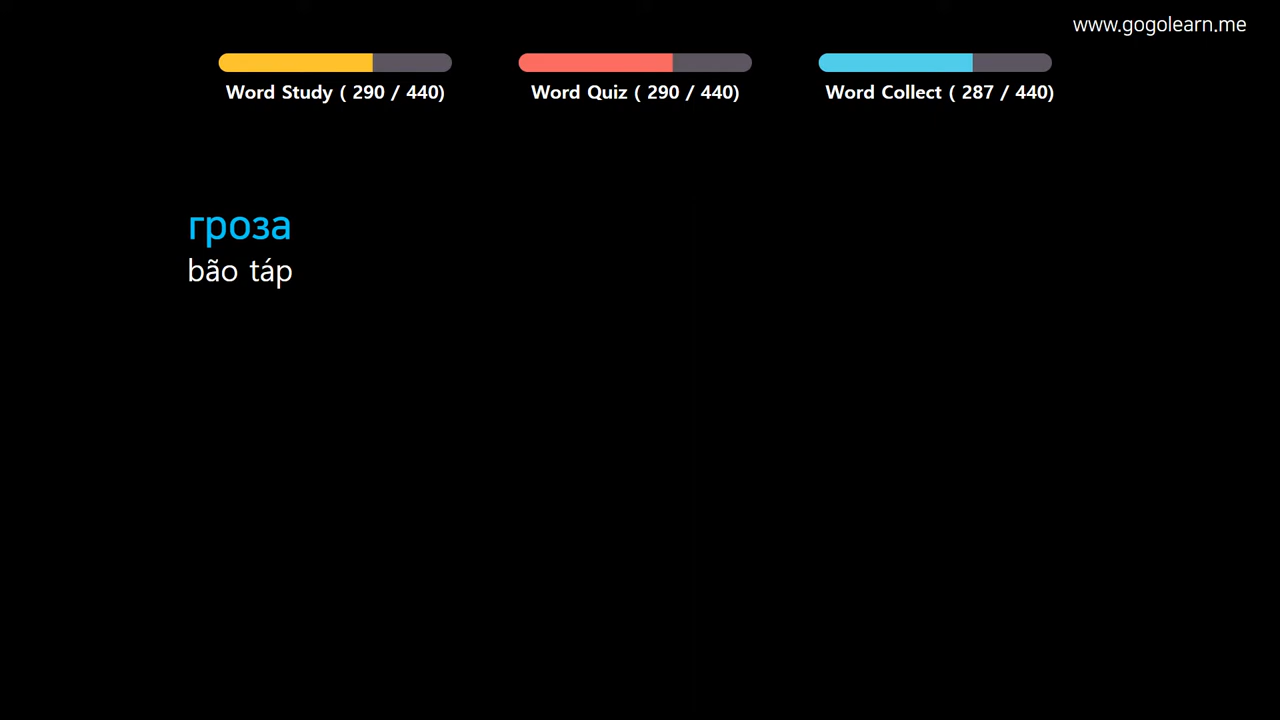 www.gogolearn.me
Word Study ( 290 / 440)
Word Quiz ( 290 / 440)
Word Collect ( 287 / 440)
гроза
bão táp